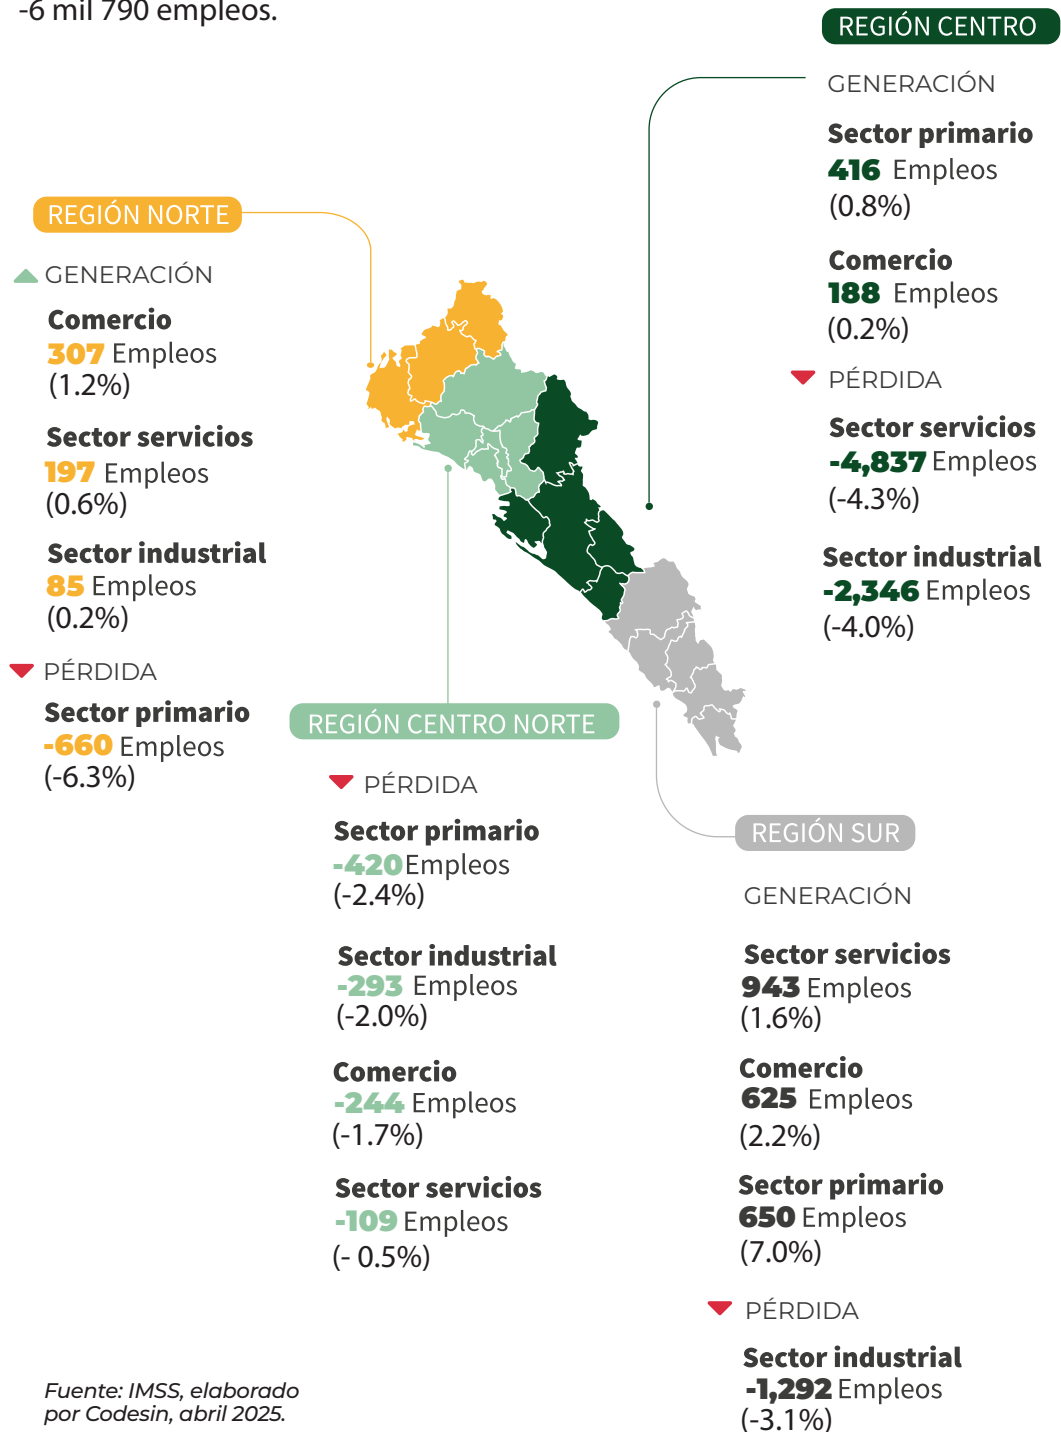 -6 mil 790 empleos.
REGIÓN CENTRO
GENERACIÓN
Sector primario
416 Empleos
(0.8%)
Comercio
188 Empleos
(0.2%)
PÉRDIDA
Sector servicios
-4,837 Empleos
(-4.3%)
Sector industrial
-2,346 Empleos
(-4.0%)
REGIÓN NORTE
GENERACIÓN
Comercio
307 Empleos
(1.2%)
Sector servicios
197 Empleos
(0.6%)
Sector industrial
85 Empleos
(0.2%)
PÉRDIDA
Sector primario
-660 Empleos
(-6.3%)
REGIÓN CENTRO NORTE
PÉRDIDA
Sector primario
-420 Empleos
(-2.4%)
Sector industrial
-293 Empleos
(-2.0%)
Comercio
-244 Empleos
(-1.7%)
Sector servicios
-109 Empleos
(- 0.5%)
REGIÓN SUR
GENERACIÓN
Sector servicios
943 Empleos
(1.6%)
Comercio
625 Empleos
(2.2%)
Sector primario
650 Empleos
(7.0%)
PÉRDIDA
Sector industrial
-1,292 Empleos
(-3.1%)
Fuente: IMSS, elaborado
por Codesin, abril 2025.